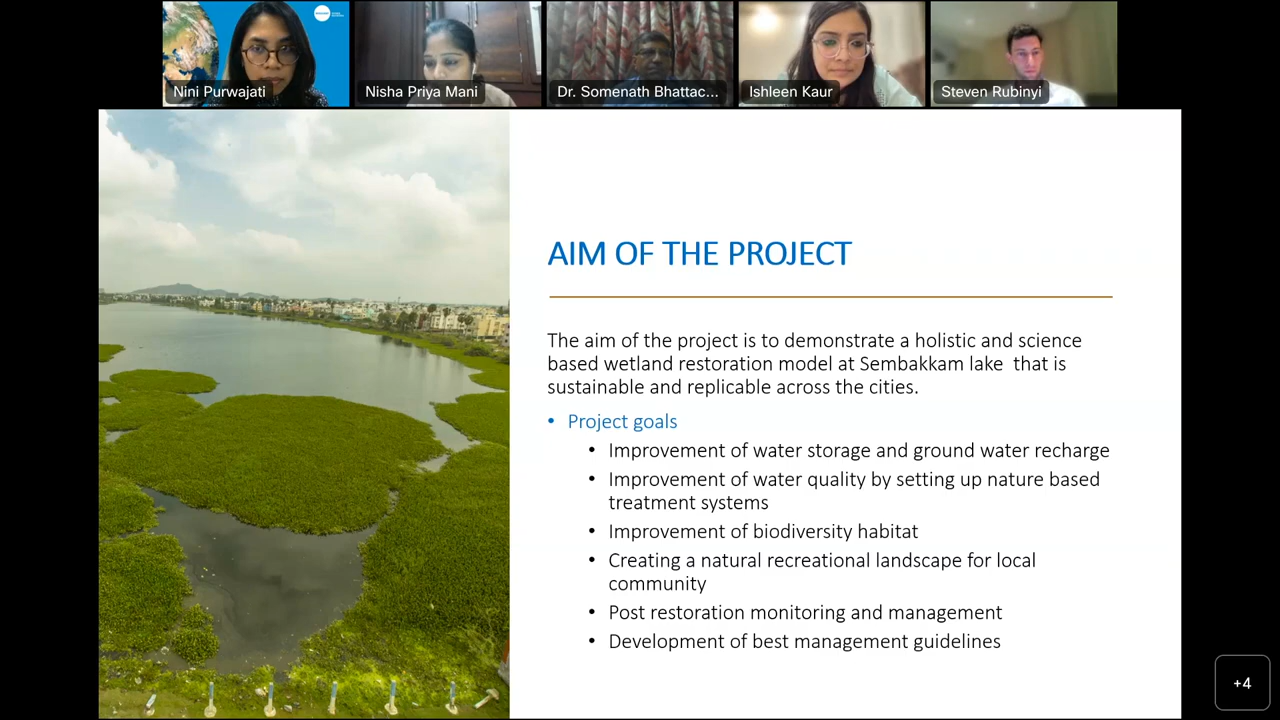 Nini Purwajati
Nisha Priya Mani
Dr. Somenath Bhattac...
Ishleen Kaur
Steven Rubinyi
AIM OF THE PROJECT
The aim of the project is to demonstrate a holistic and science
based wetland restoration model at Sembakkam lake  that is
sustainable and replicable across the cities.
• Project goals
• Improvement of water storage and ground water recharge
• Improvement of water quality by setting up nature based
treatment systems
• Improvement of biodiversity habitat
• Creating a natural recreational landscape for local
community
• Post restoration monitoring and management
• Development of best management guidelines
+4